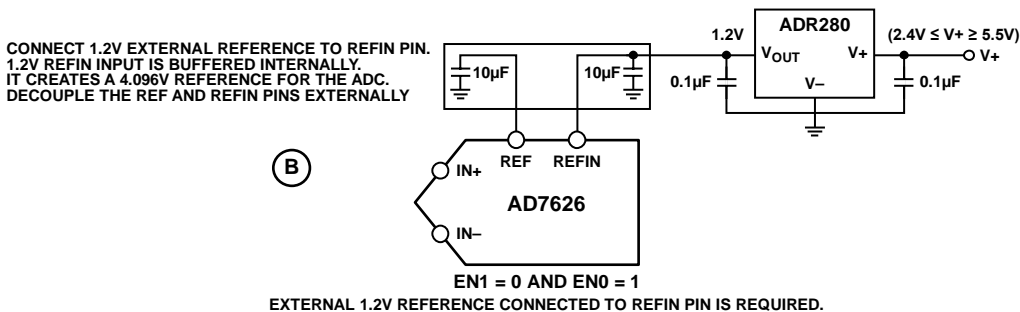 ADR280
1.2V
(2.4V ≤ V+ ≥ 5.5V)
VOUT
V+
V+
V–
0.1µF
0.1µF
CONNECT 1.2V EXTERNAL REFERENCE TO REFIN PIN.
1.2V REFIN INPUT IS BUFFERED INTERNALLY.
IT CREATES A 4.096V REFERENCE FOR THE ADC.
DECOUPLE THE REF AND REFIN PINS EXTERNALLY
10µF
10µF
B
REF
REFIN
IN+
AD7626
IN–
EN1 = 0 AND EN0 = 1
EXTERNAL 1.2V REFERENCE CONNECTED TO REFIN PIN IS REQUIRED.